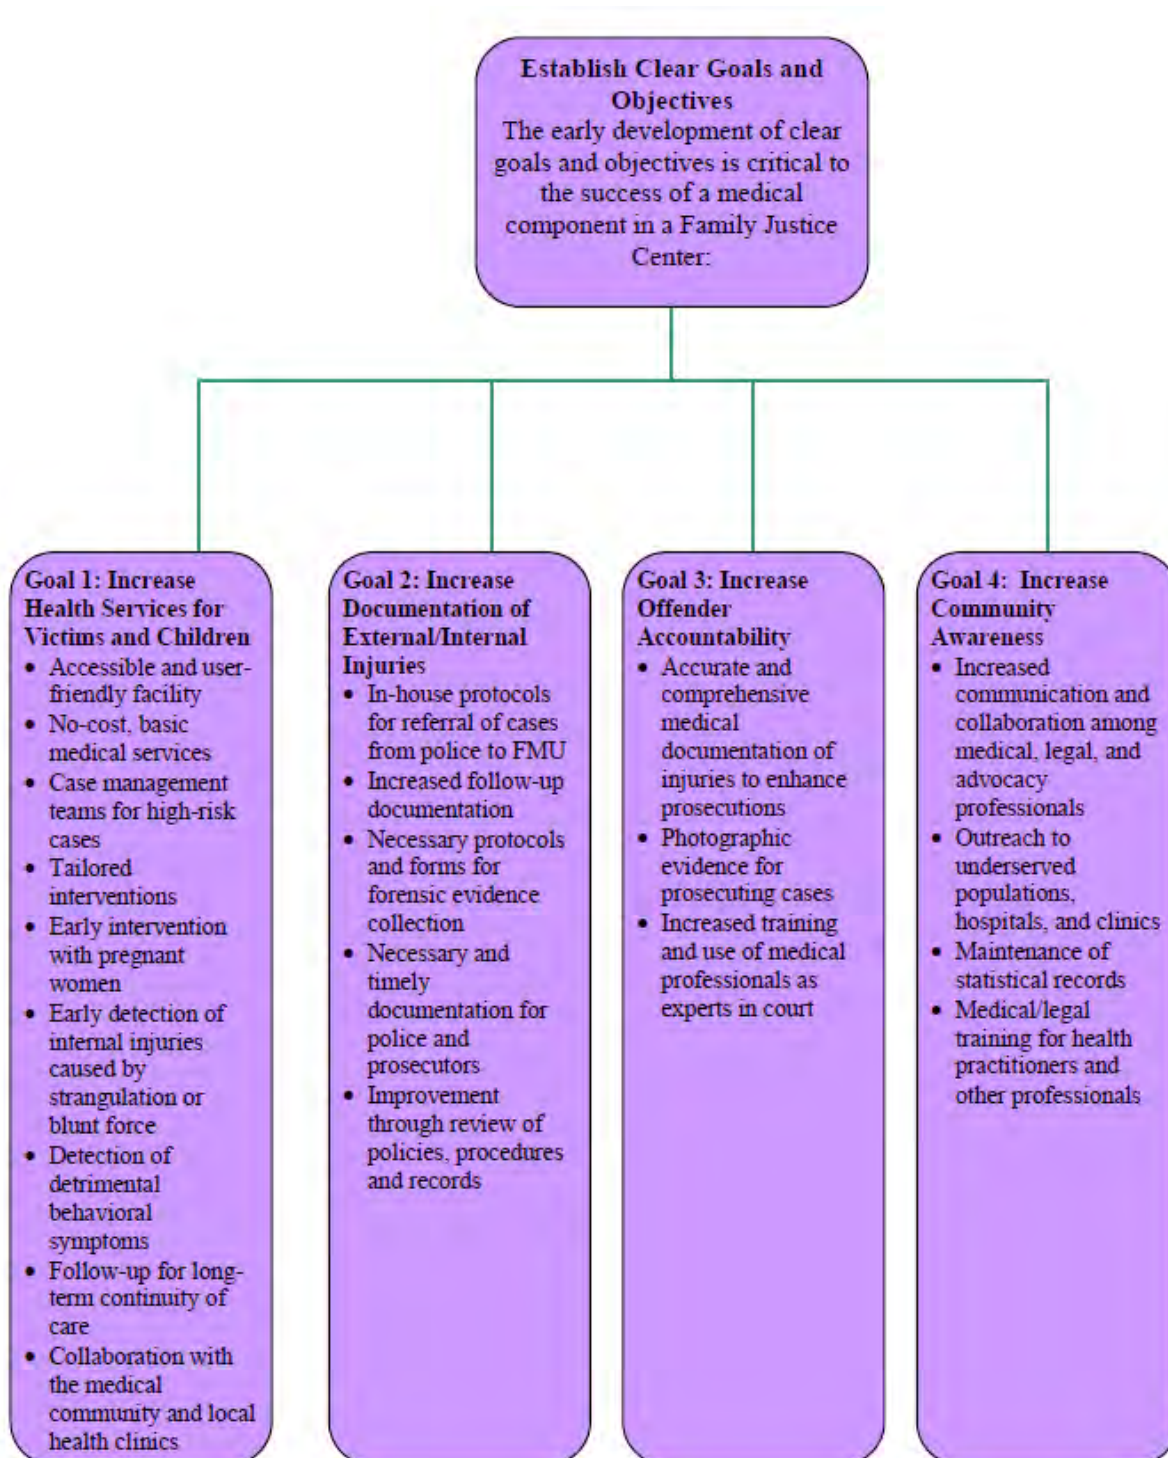 Establish Clear Goals and
Objectives
The early development of clear
goals and objectives is critical to
the success of a medical
component in a Family Justice
Center:
Goal 1: Increase
Health Services for
Victims and Children
• Accessible and user-
friendly facility
• No-cost, basic
medical services
• Case management
teams for high-risk
cases
• Tailored
interventions
• Early intervention
with pregnant
women
• Early detection of
internal injuries
caused by
strangulation or
blunt force
• Detection of
detrimental
behavioral
symptoms
• Follow-up for long-
term continuity of
care
• Collaboration with
the medical
community and local
health clinics
Goal 2: Increase
Documentation of
External/Internal
Injuries
• In-house protocols
for referral of cases
from police to FMU
• Increased follow-up
documentation
• Necessary protocols
and forms for
forensic evidence
collection
• Necessary and
timely
documentation for
police and
prosecutors
• Improvement
through review of
policies, procedures
and records
Goal 3: Increase
Offender
Accountability
• Accurate and
comprehensive
medical
documentation of
injuries to enhance
prosecutions
• Photographic
evidence for
prosecuting cases
• Increased training
and use of medical
professionals as
experts in court
Goal 4: Increase
Community
Awareness
• Increased
communication and
collaboration among
medical, legal, and
advocacy
professionals
• Outreach to
underserved
populations,
hospitals, and clinics
• Maintenance of
statistical records
• Medical/legal
training for health
practitioners and
other professionals